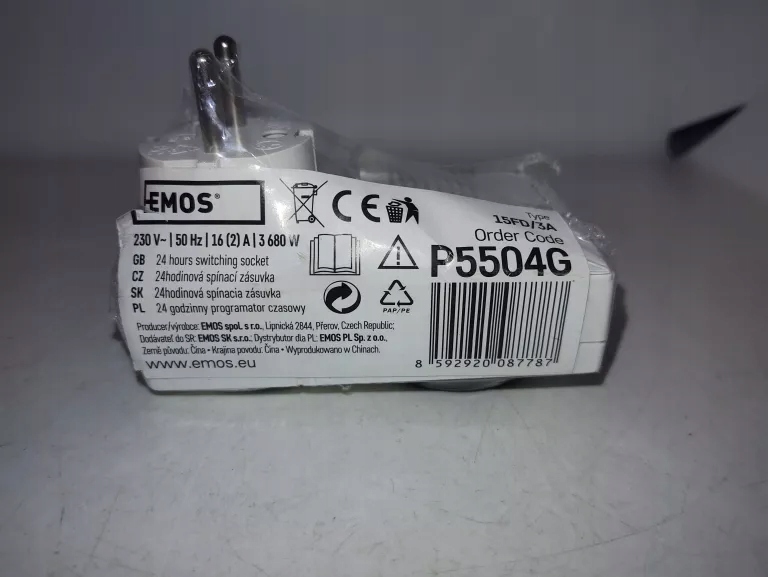 EMOS®
CE
Type
15FD/3A
Order Code
P5504G
230 V~ | 50 Hz | 16 (2) A | 3 680 W
GB 24 hours switching socket
CZ 24hodinová spínací zásuvka
SK 24hodinová spínacia zásuvka
PL 24 godzinny programator czasowy
PAP/PE
Producer/výrobce: EMOS spol. s r.o., Lipnická 2844, Přerov, Czech Republic;
Dodávateľ do SR: EMOS SK s.r.o.; Dystrybutor dla PL: EMOS PL Sp. z o.o.,
Země původu: Čína • Krajina povodu: Čína • Wyprodukowano w Chinach.
www.emos.eu
8 592920 087787